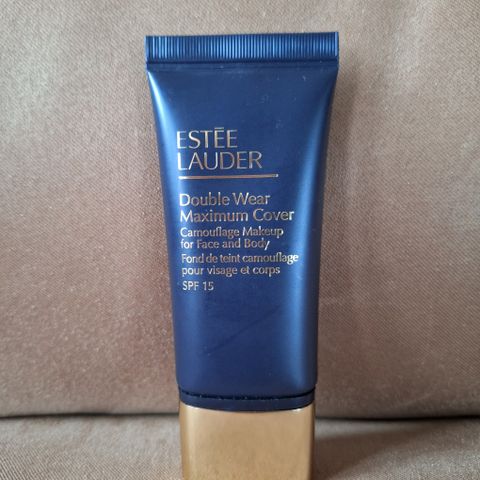 ESTĒE
LAUDER
Double Wear
Maximum Cover
Camouflage Makeup
for Face and Body
Fond de teint camouflage
pour visage et corps
SPF 15